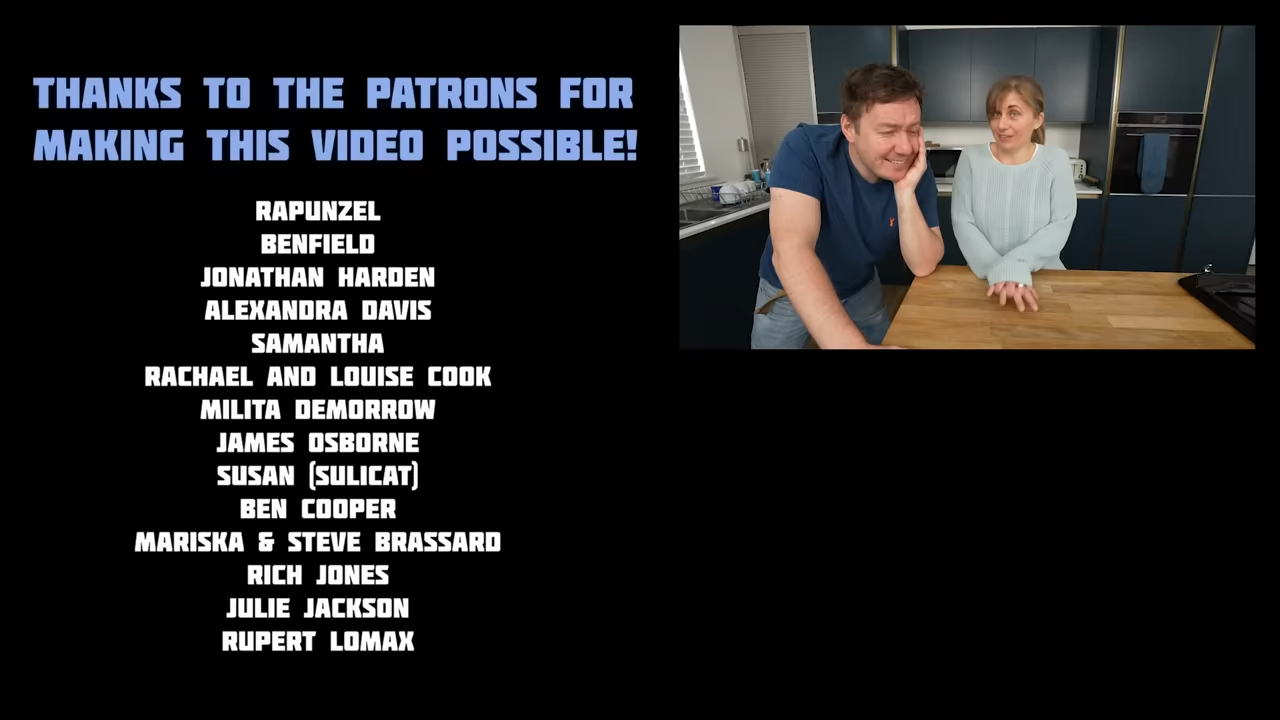 THANKS TO THE PATRONS FOR
MAKING THIS VIDEO POSSIBLE!
RAPUNZEL
BENFIELD
JONATHAN HARDEN
ALEXANDRA DAVIS
SAMANTHA
RACHAEL AND LOUISE COOK
MILITA DEMORROW
JAMES OSBORNE
SUSAN (SULICAT)
BEN COOPER
MARISKA & STEVE BRASSARD
RICH JONES
JULIE JACKSON
RUPERT LOMAX